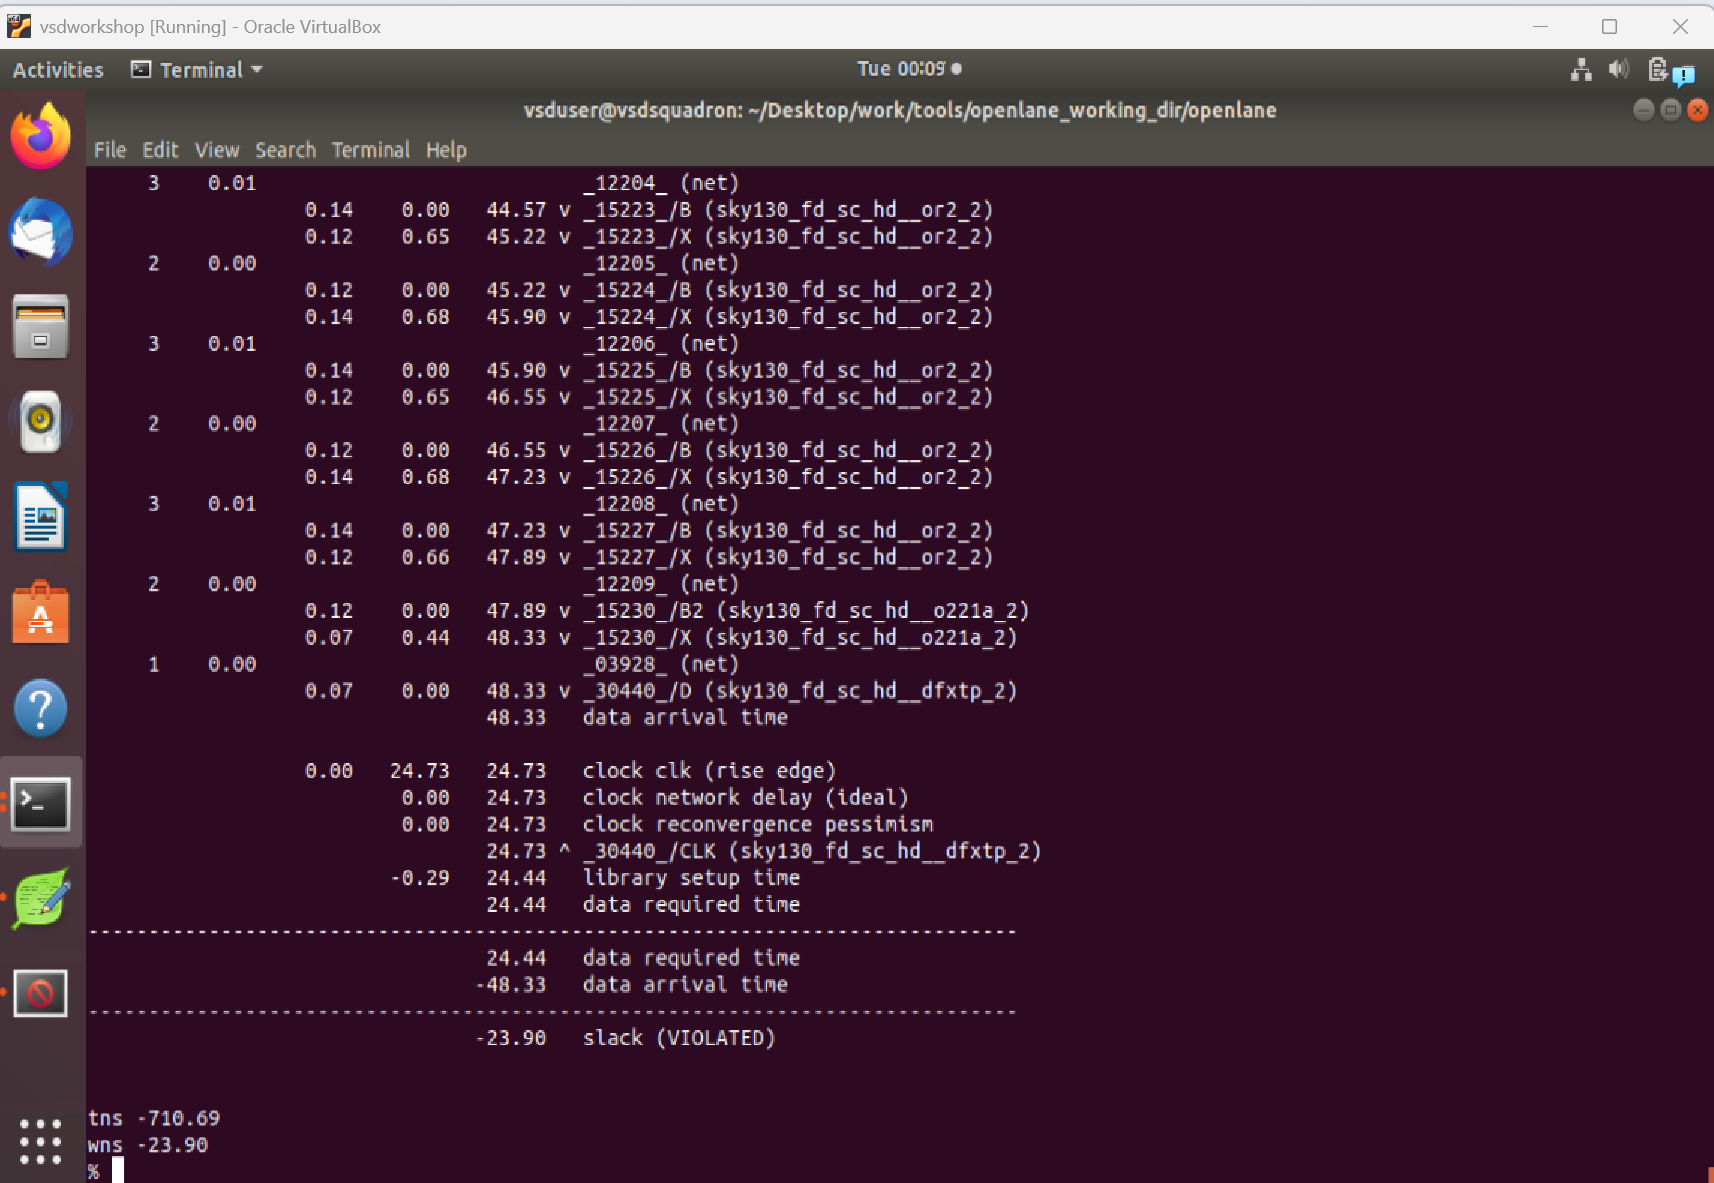 vsdworkshop [Running] - Oracle VirtualBox
Activities Terminal Tue 00:09
vsduser@vsdsquadron: ~/Desktop/work/tools/openlane_working_dir/openlane
File Edit View Search Terminal Help
3 0.01 _12204_ (net)
0.14 0.00 44.57 v _15223_/B (sky130_fd_sc_hd__or2_2)
0.12 0.65 45.22 v _15223_/X (sky130_fd_sc_hd__or2_2)
2 0.00 _12205_ (net)
0.12 0.00 45.22 v _15224_/B (sky130_fd_sc_hd__or2_2)
0.14 0.68 45.90 v _15224_/X (sky130_fd_sc_hd__or2_2)
3 0.01 _12206_ (net)
0.14 0.00 45.90 v _15225_/B (sky130_fd_sc_hd__or2_2)
0.12 0.65 46.55 v _15225_/X (sky130_fd_sc_hd__or2_2)
2 0.00 _12207_ (net)
0.12 0.00 46.55 v _15226_/B (sky130_fd_sc_hd__or2_2)
0.14 0.68 47.23 v _15226_/X (sky130_fd_sc_hd__or2_2)
3 0.01 _12208_ (net)
0.14 0.00 47.23 v _15227_/B (sky130_fd_sc_hd__or2_2)
0.12 0.66 47.89 v _15227_/X (sky130_fd_sc_hd__or2_2)
2 0.00 _12209_ (net)
0.12 0.00 47.89 v _15230_/B2 (sky130_fd_sc_hd__o221a_2)
0.07 0.44 48.33 v _15230_/X (sky130_fd_sc_hd__o221a_2)
1 0.00 _03928_ (net)
0.07 0.00 48.33 v _30440_/D (sky130_fd_sc_hd__dfxtp_2)
48.33 data arrival time
0.00 24.73 24.73 clock clk (rise edge)
0.00 24.73 clock network delay (ideal)
0.00 24.73 clock reconvergence pessimism
24.73 ^ _30440_/CLK (sky130_fd_sc_hd__dfxtp_2)
-0.29 24.44 library setup time
24.44 data required time
-----------------------------------------------------------------------------
24.44 data required time
-48.33 data arrival time
-----------------------------------------------------------------------------
-23.90 slack (VIOLATED)
tns -710.69
wns -23.90
%